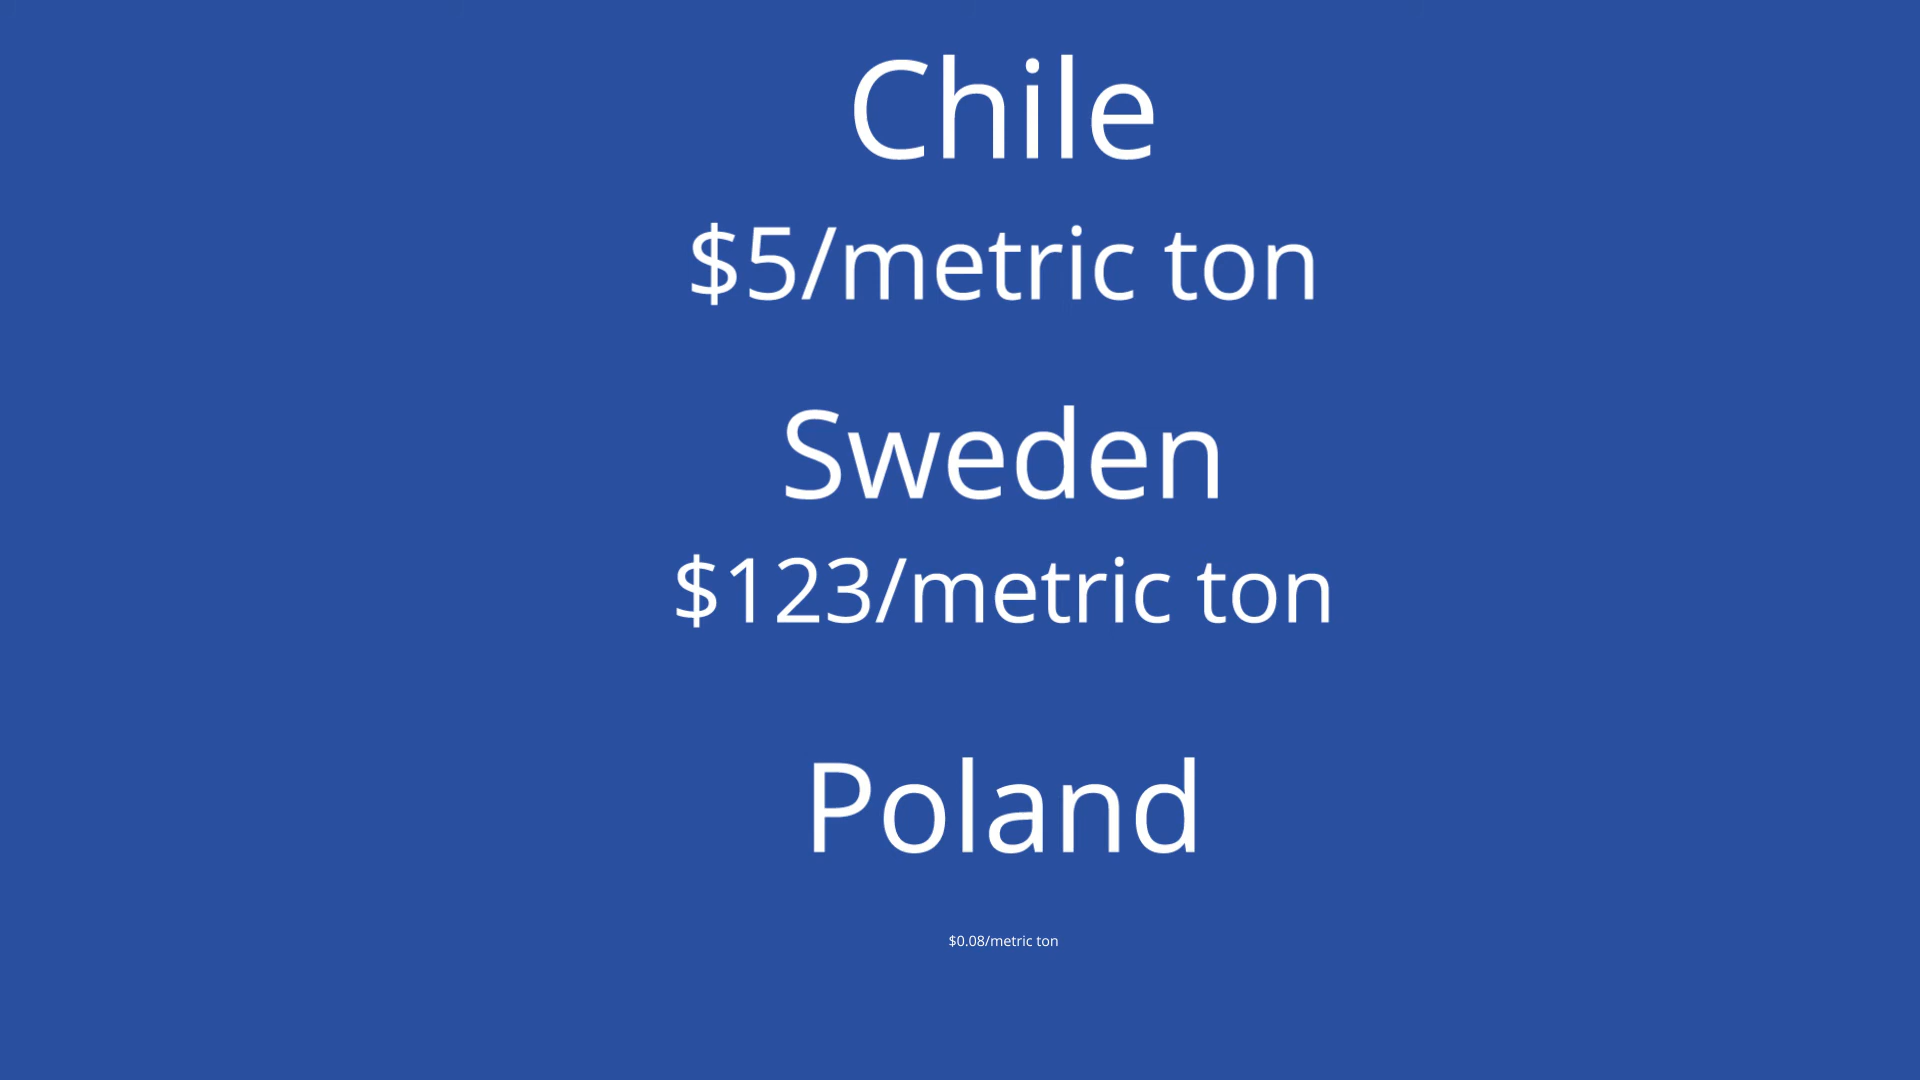 Chile
$5/metric ton
Sweden
$123/metric ton
Poland
$0.08/metric ton